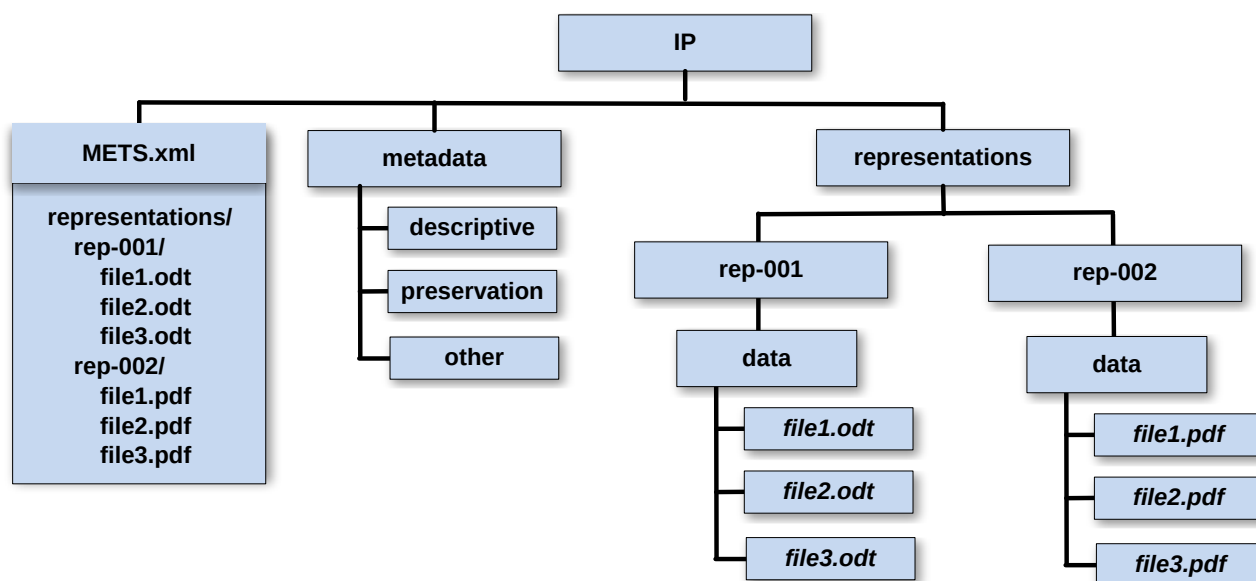 IP
METS.xml
representations/
rep-001/
file1.odt
file2.odt
file3.odt
rep-002/
file1.pdf
file2.pdf
file3.pdf
metadata
descriptive
preservation
other
representations
rep-001
data
file1.odt
file2.odt
file3.odt
rep-002
data
file1.pdf
file2.pdf
file3.pdf